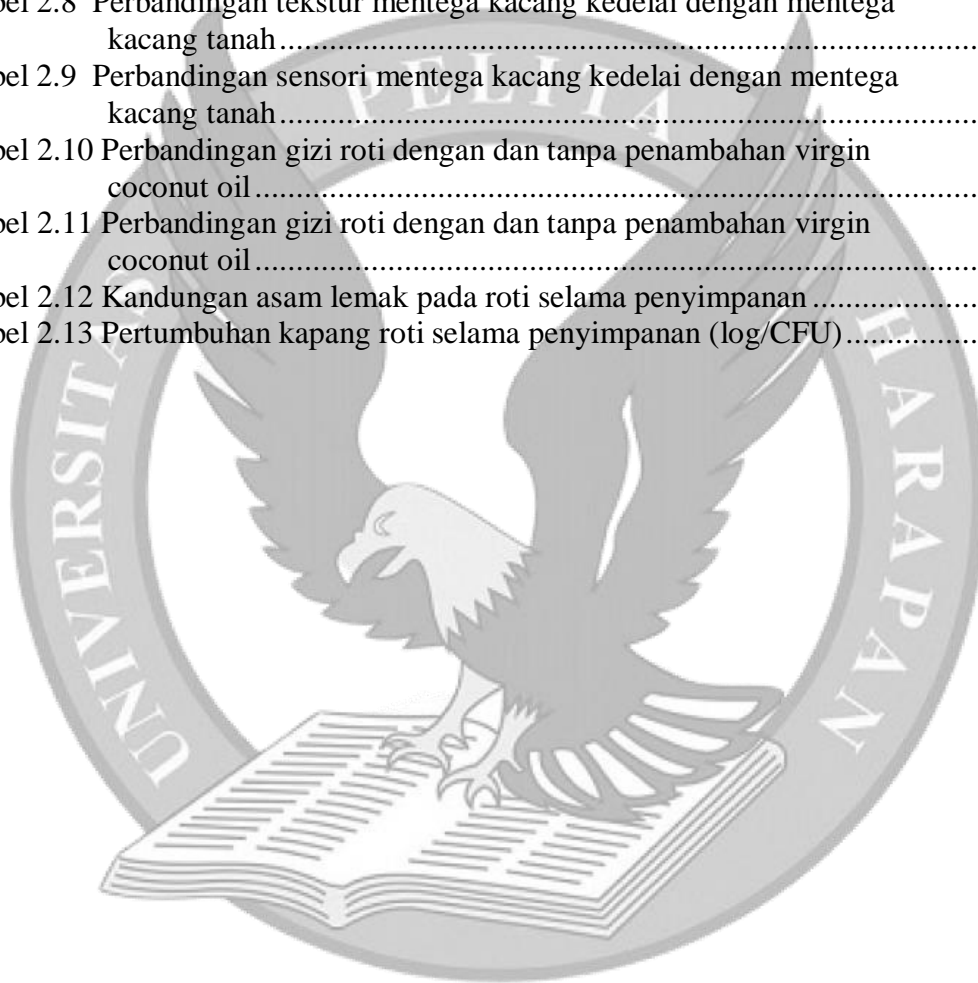 bel 2.8 Perbandingan tekstur mentega kacang kedelai dengan mentega
kacang tanah
bel 2.9 Perbandingan sensori mentega kacang kedelai dengan mentega
kacang tanah
bel 2.10 Perbandingan gizi roti dengan dan tanpa penambahan virgin
coconut oil
bel 2.11 Perbandingan gizi roti dengan dan tanpa penambahan virgin
coconut oil
bel 2.12 Kandungan asam lemak pada roti selama penyimpanan
bel 2.13 Pertumbuhan kapang roti selama penyimpanan (log/CFU)
UNIVERSITAS PELITA HARAPAN